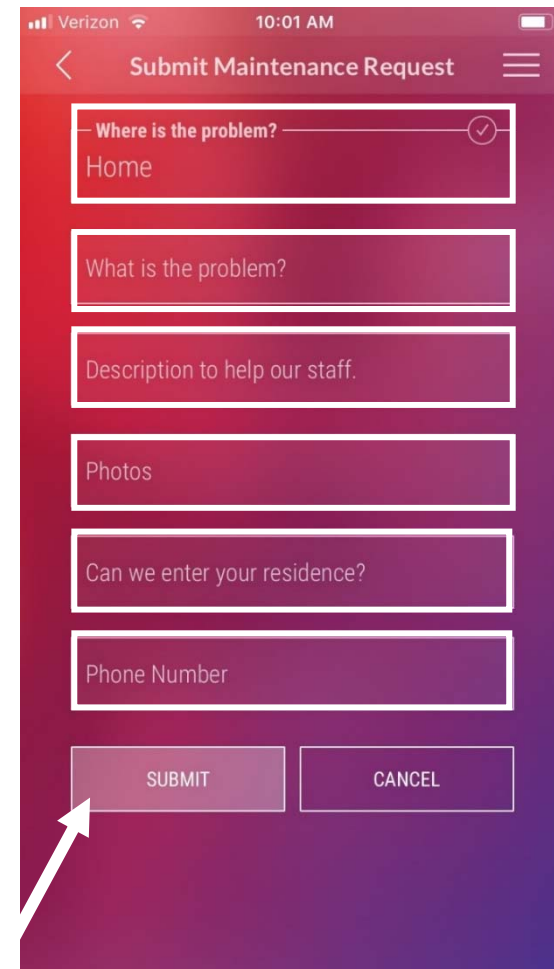 Verizon 10:01 AM
Submit Maintenance Request
Where is the problem?
Home
What is the problem?
Description to help our staff.
Photos
Can we enter your residence?
Phone Number
SUBMIT CANCEL